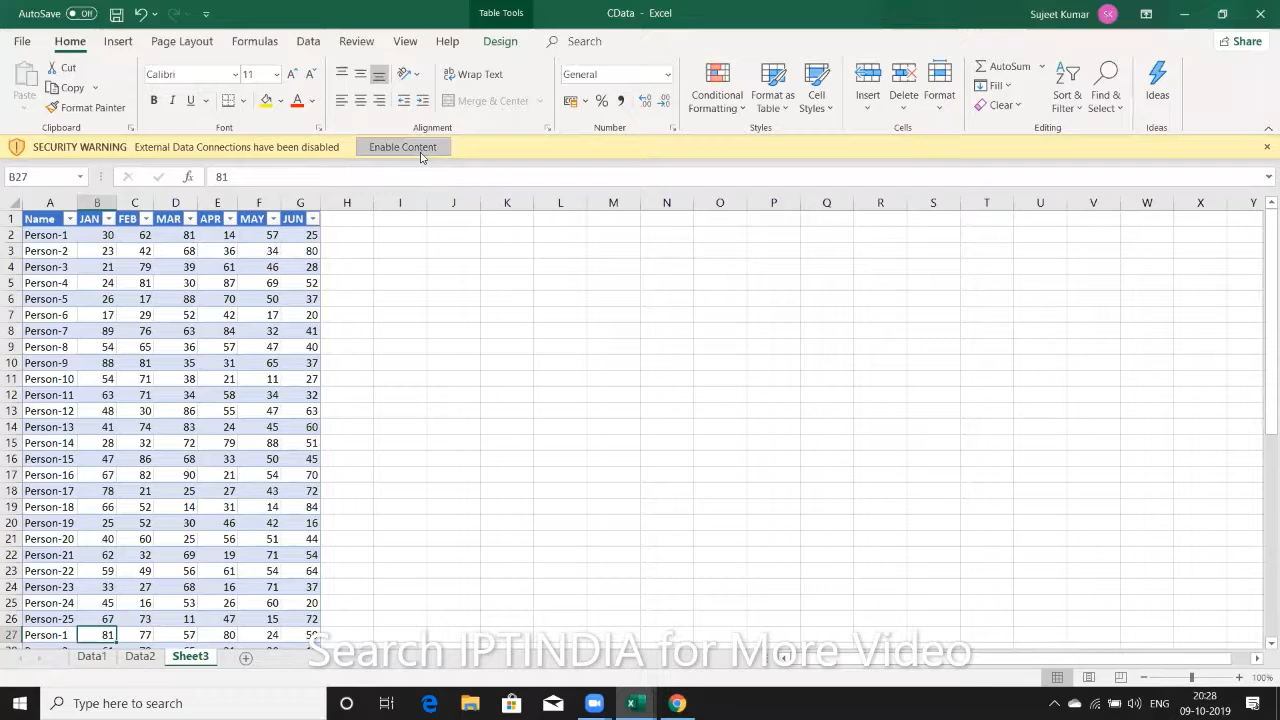 AutoSave Off Table Tools CData - Excel Sujeet Kumar SK
File Home Insert Page Layout Formulas Data Review View Help Design Search Share
Paste Cut Copy Format Painter Calibri 11 Wrap Text Merge & Center General Conditional Formatting Format as Table Cell Styles Insert Delete Format AutoSum Fill Clear Sort & Filter Find & Select Ideas
Clipboard Font Alignment Number Styles Cells Editing Ideas
SECURITY WARNING External Data Connections have been disabled Enable Content
B27 fx 81
A B C D E F G H I J K L M N O P Q R S T U V W X Y
1 Name JAN FEB MAR APR MAY JUN
2 Person-1 30 62 81 14 57 25
3 Person-2 23 42 68 36 34 80
4 Person-3 21 79 39 61 46 28
5 Person-4 24 81 30 87 69 52
6 Person-5 26 17 88 70 50 37
7 Person-6 17 29 52 42 17 20
8 Person-7 89 76 63 84 32 41
9 Person-8 54 65 36 57 47 40
10 Person-9 88 81 35 31 65 37
11 Person-10 54 71 38 21 11 27
12 Person-11 63 71 34 58 34 32
13 Person-12 48 30 86 55 47 63
14 Person-13 41 74 83 24 45 60
15 Person-14 28 32 72 79 88 51
16 Person-15 47 86 68 33 50 45
17 Person-16 67 82 90 21 54 70
18 Person-17 78 21 25 27 43 72
19 Person-18 66 52 14 31 14 84
20 Person-19 25 52 30 46 42 16
21 Person-20 40 60 25 56 51 44
22 Person-21 62 32 69 19 71 54
23 Person-22 59 49 56 61 54 64
24 Person-23 33 27 68 16 71 37
25 Person-24 45 16 53 26 60 20
26 Person-25 67 73 11 47 15 72
27 Person-1 81 77 57 80 24
Search IPTINDIA for More Video
Data1 Data2 Sheet3
100%
Type here to search ENG 20:28
09-10-2019